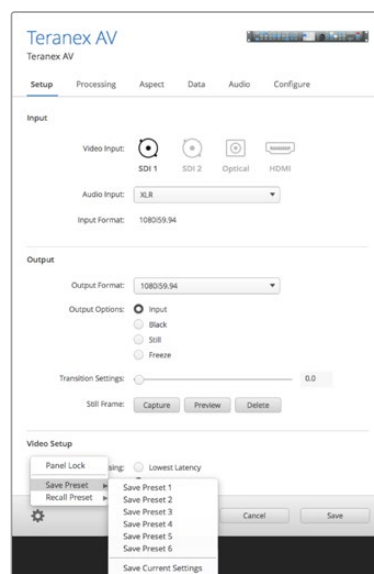 Teranex AV
Teranex AV
Setup Processing Aspect Data Audio Configure
Input
Video Input:
SDI 1 SDI 2 Optical HDMI
Audio Input: XLR
Input Format: 1080i59.94
Output
Output Format: 1080i59.94
Output Options: Input
Black
Still
Freeze
Transition Settings: 0.0
Still Frame: Capture Preview Delete
Video Setup
Panel Lock
Lowest Latency
Save Preset
Recall Preset
Save Preset 1
Save Preset 2
Save Preset 3
Save Preset 4
Save Preset 5
Save Preset 6
Save Current Settings
Cancel Save